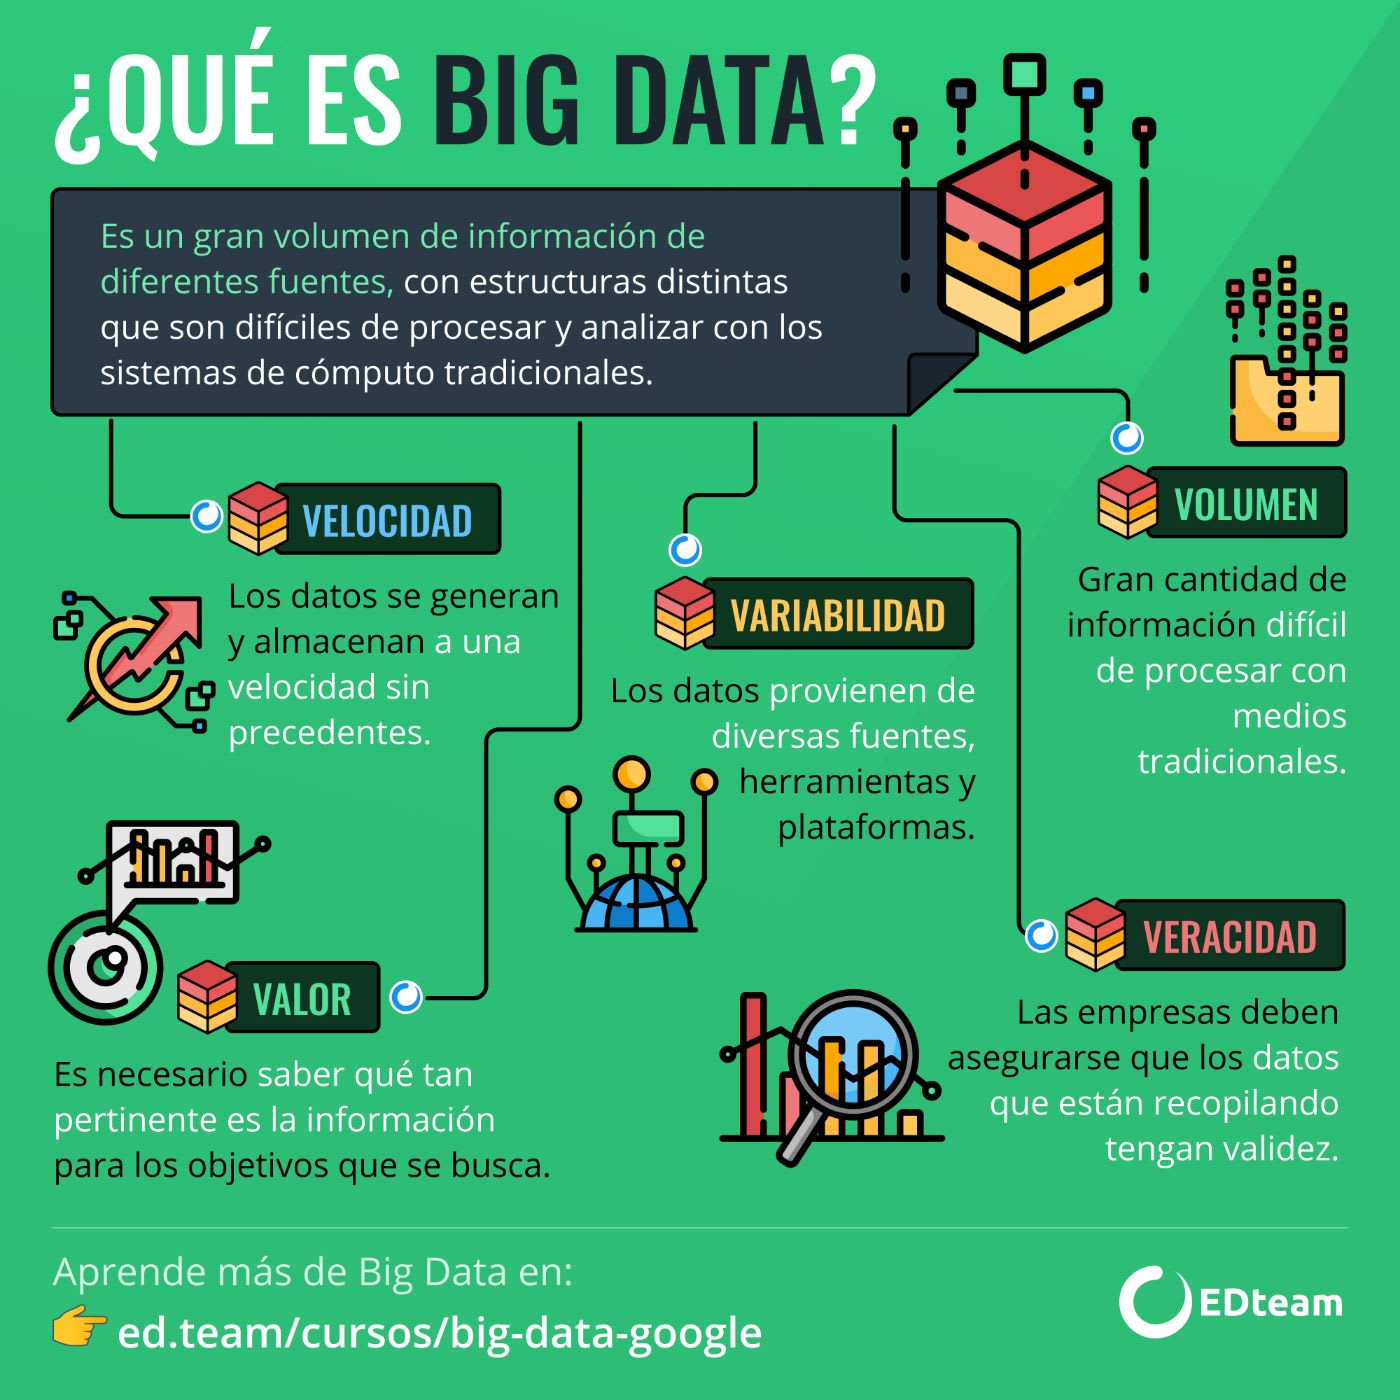 ¿QUÉ ES BIG DATA?
Es un gran volumen de información de
diferentes fuentes, con estructuras distintas
que son difíciles de procesar y analizar con los
sistemas de cómputo tradicionales.
VELOCIDAD
Los datos se generan
y almacenan a una
velocidad sin
precedentes.
VARIABILIDAD
Los datos provienen de
diversas fuentes,
herramientas y
plataformas.
VOLUMEN
Gran cantidad de
información difícil
de procesar con
medios
tradicionales.
VALOR
Es necesario saber qué tan
pertinente es la información
para los objetivos que se busca.
VERACIDAD
Las empresas deben
asegurarse que los datos
que están recopilando
tengan validez.
Aprende más de Big Data en:
ed.team/cursos/big-data-google
EDteam